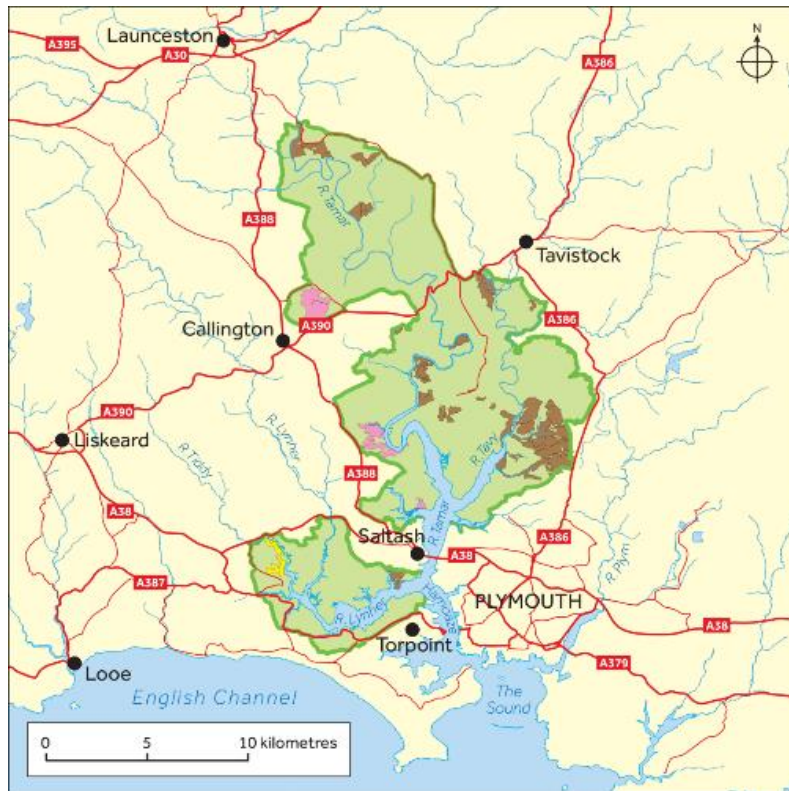 Launceston
A395
A30
A386
N
R. Tamar
A388
Tavistock
A390
A386
Callington
A390
Liskeard
R. Tiddy
R. Lynher
R. Tavy
A388
A38
R. Tamar
Saltash
A38
A386
R. Plym
A387
PLYMOUTH
R. Lynher
Hamoaze
Torpoint
A38
A379
Looe
English Channel
The
Sound
0 5 10 kilometres